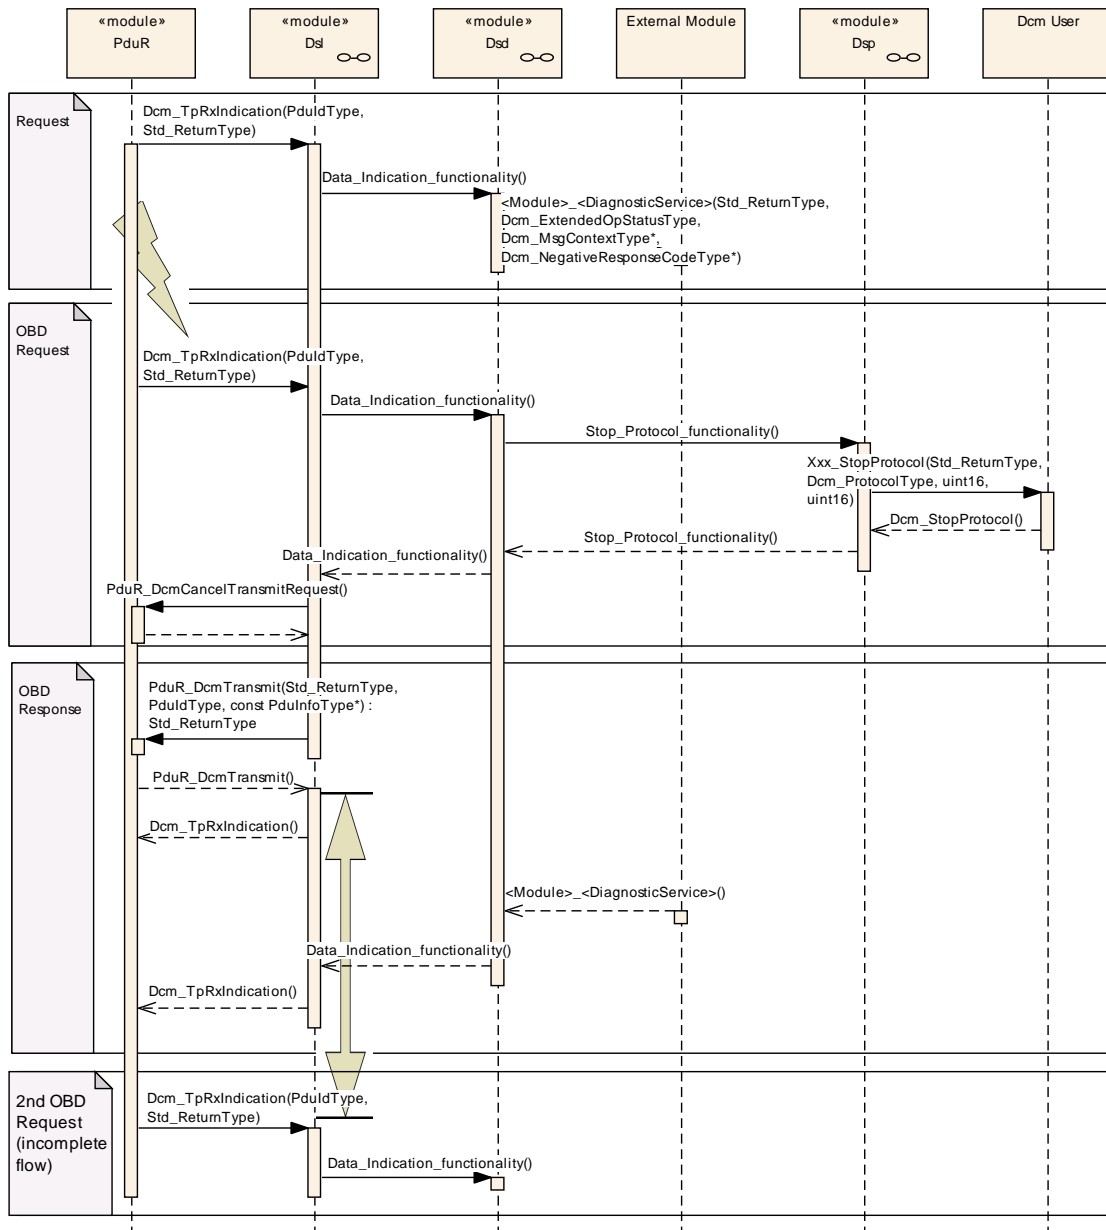 «module»
PduR
«module»
Dsl
«module»
Dsd
External Module
«module»
Dsp
Dcm User
Request
Dcm_TpRxIndication(PduIdType,
Std_ReturnType)
Data_Indication_functionality()
<Module>_<DiagnosticService>(Std_ReturnType,
Dcm_ExtendedOpStatusType,
Dcm_MsgContextType*,
Dcm_NegativeResponseCodeType*)
OBD
Request
Dcm_TpRxIndication(PduIdType,
Std_ReturnType)
Data_Indication_functionality()
Stop_Protocol_functionality()
Xxx_StopProtocol(Std_ReturnType,
Dcm_ProtocolType, uint16,
uint16)
Dcm_StopProtocol()
Stop_Protocol_functionality()
Data_Indication_functionality()
PduR_DcmCancelTransmitRequest()
OBD
Response
PduR_DcmTransmit(Std_ReturnType,
PduIdType, const PduInfoType*) :
Std_ReturnType
PduR_DcmTransmit()
Dcm_TpRxIndication()
<Module>_<DiagnosticService>()
Data_Indication_functionality()
Dcm_TpRxIndication()
2nd OBD
Request
(incomplete
flow)
Dcm_TpRxIndication(PduIdType,
Std_ReturnType)
Data_Indication_functionality()